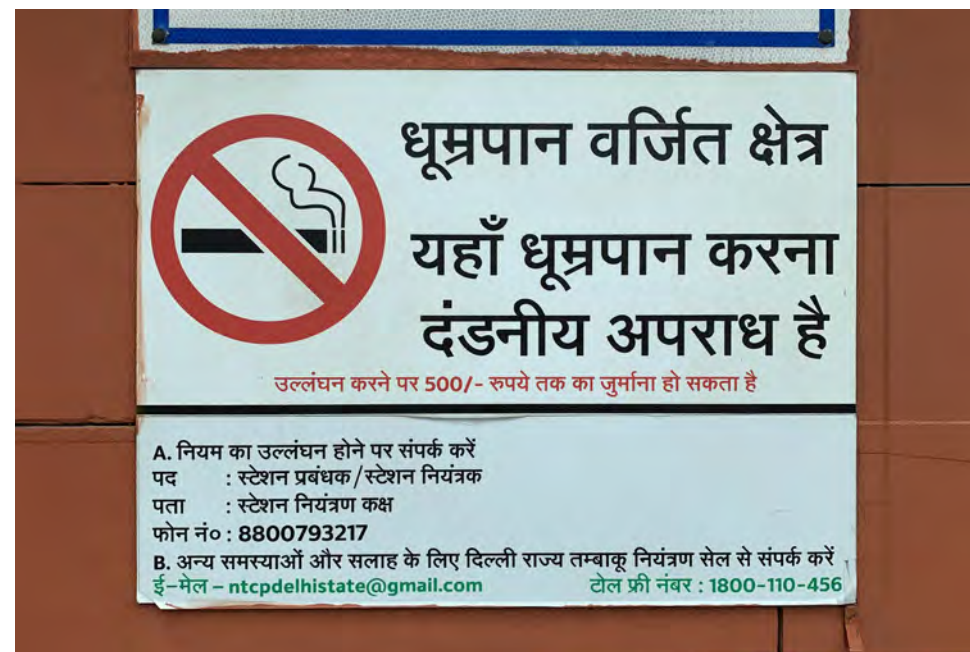 धूम्रपान वर्जित क्षेत्र
यहाँ धूम्रपान करना
दंडनीय अपराध है
उल्लंघन करने पर 500/- रुपये तक का जुर्माना हो सकता है
A. नियम का उल्लंघन होने पर संपर्क करें
पद : स्टेशन प्रबंधक/स्टेशन नियंत्रक
पता : स्टेशन नियंत्रण कक्ष
फोन नं० : 8800793217
B. अन्य समस्याओं और सलाह के लिए दिल्ली राज्य तम्बाकू नियंत्रण सेल से संपर्क करें
ई-मेल – ntcpdelhistate@gmail.com टोल फ्री नंबर : 1800-110-456